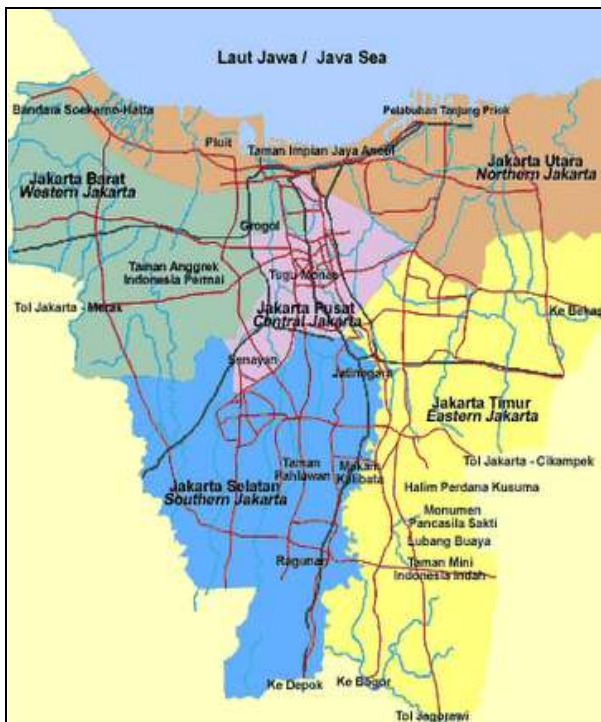 Laut Jawa / Java Sea
Bandara Soekarno-Hatta
Pelabuhan Tanjung Priok
Pluit
Taman Impian Jaya Ancol
Jakarta Utara
Northern Jakarta
Jakarta Barat
Western Jakarta
Grogol
Taman Anggrek
Indonesia Permai
Tugu Monas
Tol Jakarta - Merak
Jakarta Pusat
Central Jakarta
Ke Bekasi
Senayan
Jatinegara
Jakarta Timur
Eastern Jakarta
Tol Jakarta - Cikampek
Jakarta Selatan
Southern Jakarta
Taman
Pahlawan
Makam
Kalibata
Halim Perdana Kusuma
Monumen
Pancasila Sakti
Lubang Buaya
Ragunan
Taman Mini
Indonesia Indah
Ke Depok
Ke Bogor
Tol Jagorawi